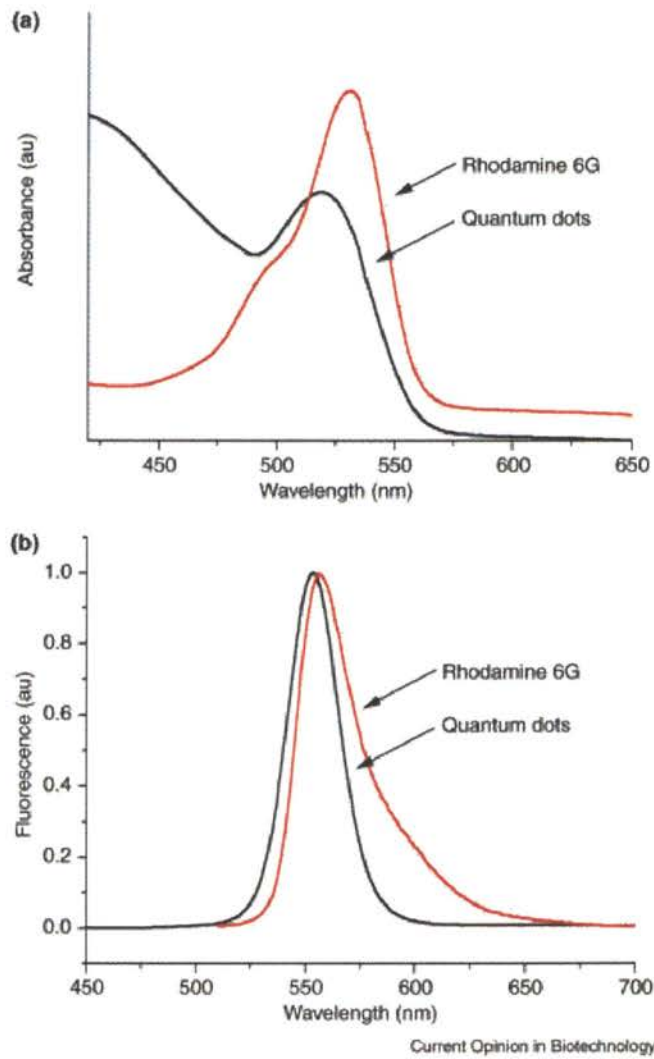 (a)
Absorbance (au)
Rhodamine 6G
Quantum dots
450 500 550 600 650
Wavelength (nm)
(b)
1.0
0.8
0.6
0.4
0.2
0.0
Fluorescence (au)
Rhodamine 6G
Quantum dots
450 500 550 600 650 700
Wavelength (nm)
Current Opinion in Biotechnology